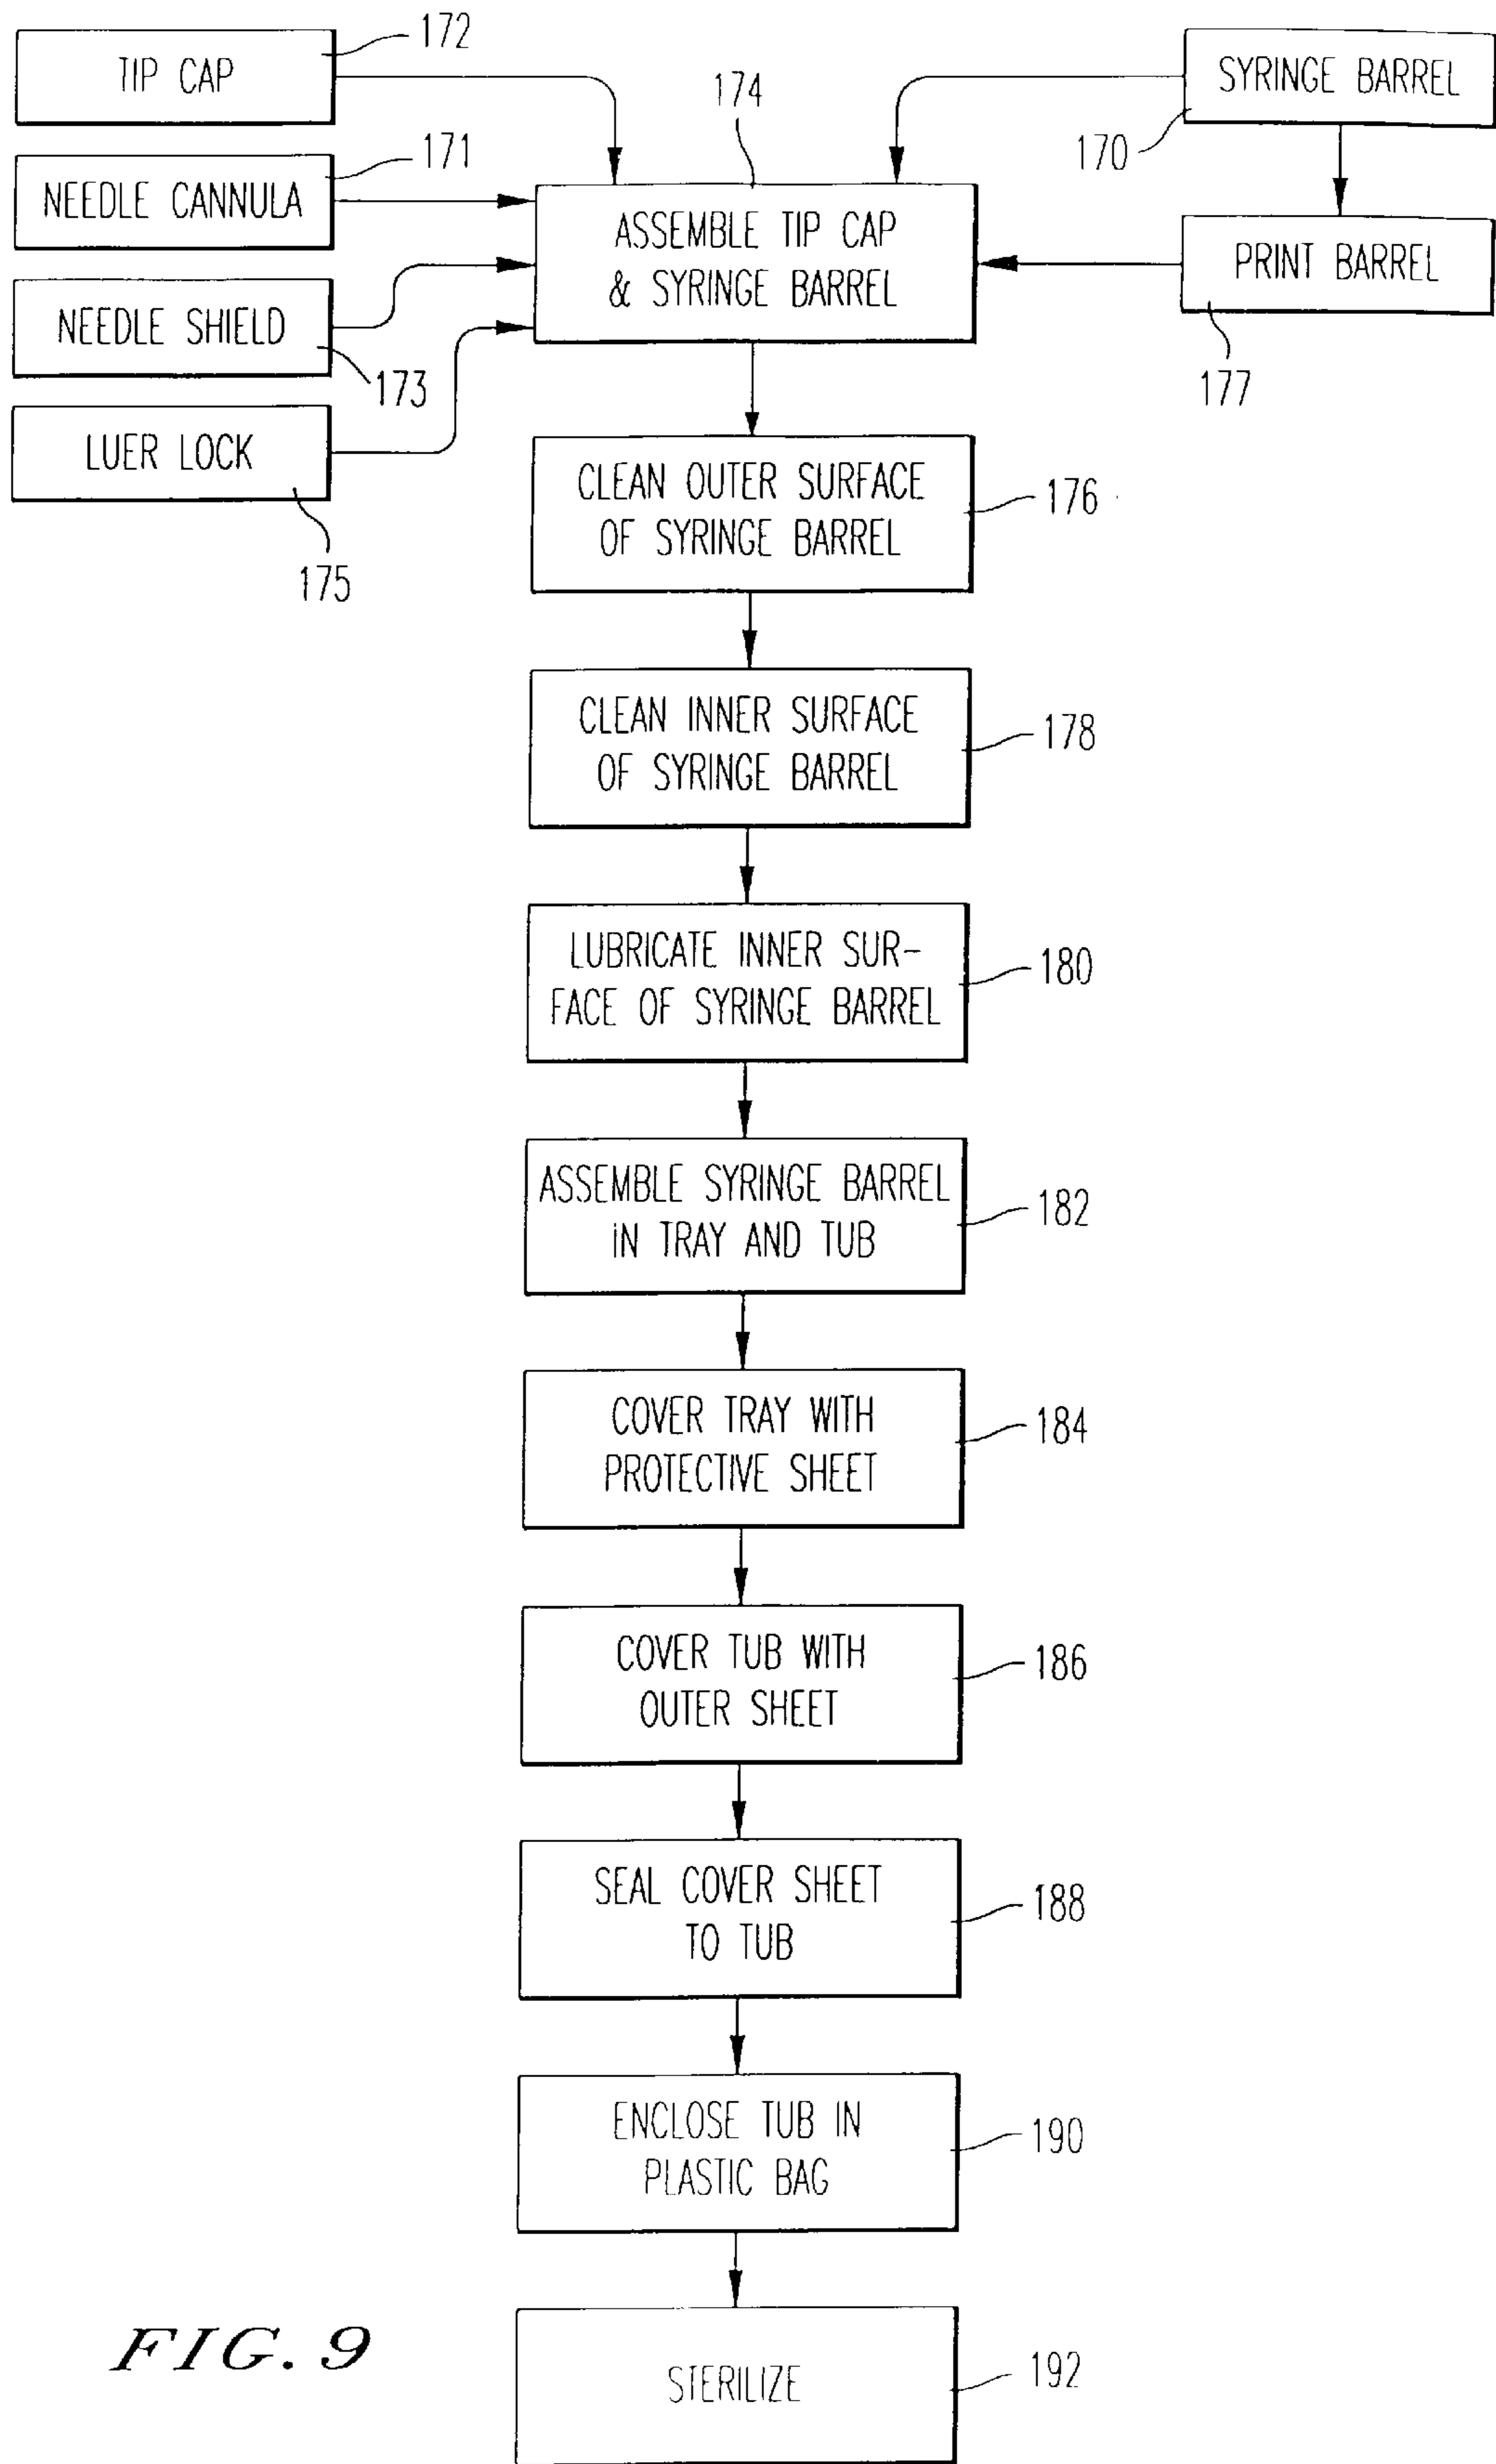 172
TIP CAP
174
SYRINGE BARREL
170
171
NEEDLE CANNULA
ASSEMBLE TIP CAP
& SYRINGE BARREL
PRINT BARREL
177
NEEDLE SHIELD
173
LUER LOCK
175
CLEAN OUTER SURFACE
OF SYRINGE BARREL
176
CLEAN INNER SURFACE
OF SYRINGE BARREL
178
LUBRICATE INNER SUR-
FACE OF SYRINGE BARREL
180
ASSEMBLE SYRINGE BARREL
IN TRAY AND TUB
182
COVER TRAY WITH
PROTECTIVE SHEET
184
COVER TUB WITH
OUTER SHEET
186
SEAL COVER SHEET
TO TUB
188
ENCLOSE TUB IN
PLASTIC BAG
190
STERILIZE
192
FIG. 9